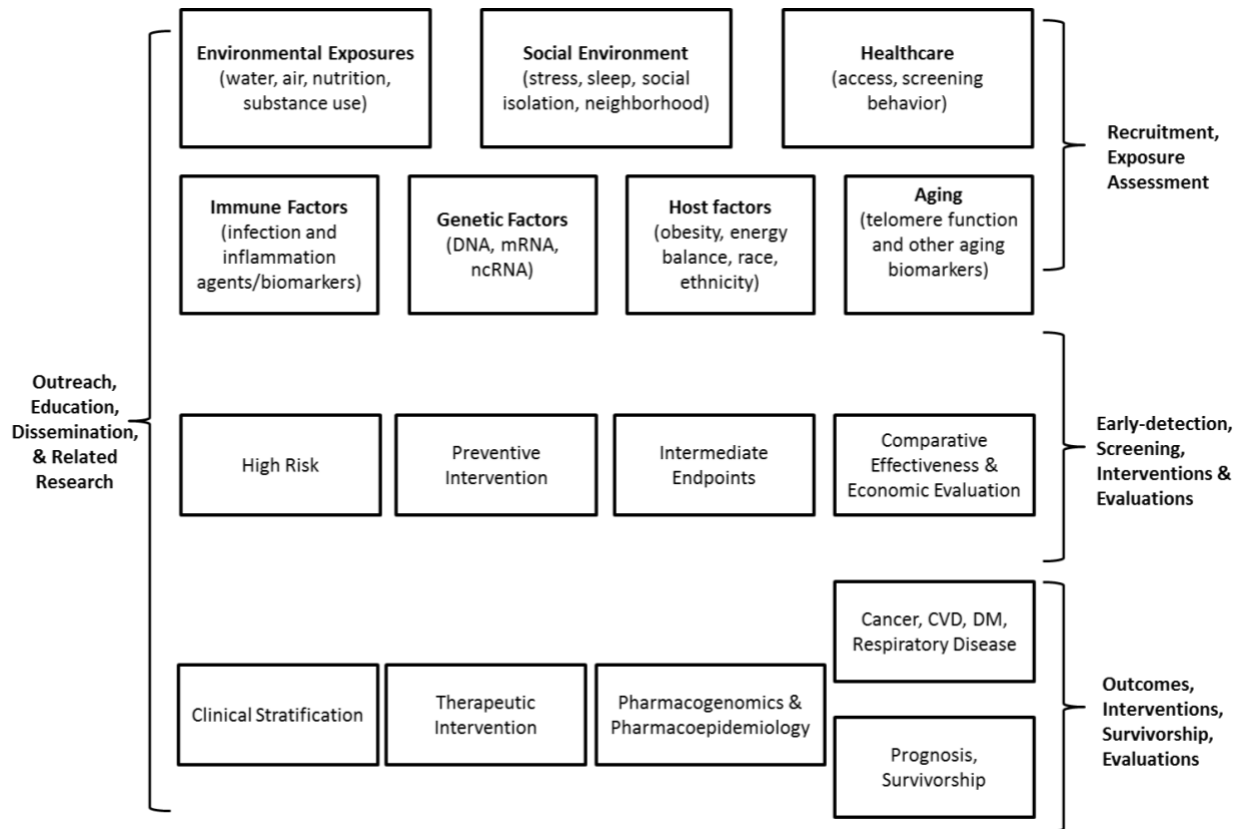 Environmental Exposures
(water, air, nutrition,
substance use)
Social Environment
(stress, sleep, social
isolation, neighborhood)
Healthcare
(access, screening
behavior)
Recruitment,
Exposure
Assessment
Immune Factors
(infection and
inflammation
agents/biomarkers)
Genetic Factors
(DNA, mRNA,
ncRNA)
Host factors
(obesity, energy
balance, race,
ethnicity)
Aging
(telomere function
and other aging
biomarkers)
Outreach,
Education,
Dissemination,
& Related
Research
High Risk
Preventive
Intervention
Intermediate
Endpoints
Comparative
Effectiveness &
Economic Evaluation
Early-detection,
Screening,
Interventions &
Evaluations
Clinical Stratification
Therapeutic
Intervention
Pharmacogenomics &
Pharmacoepidemiology
Cancer, CVD, DM,
Respiratory Disease
Prognosis,
Survivorship
Outcomes,
Interventions,
Survivorship,
Evaluations